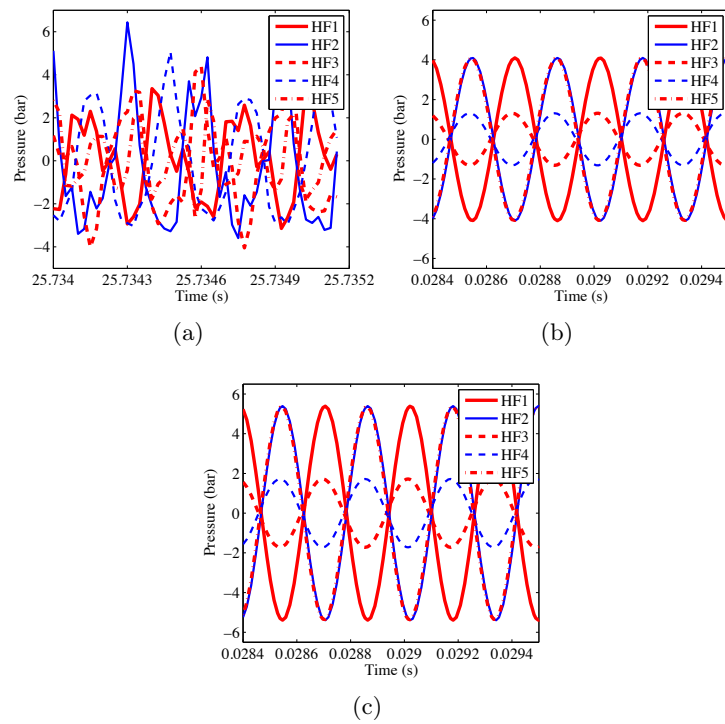 6
4
2
0
−2
−4
Pressure (bar)
25.734 25.7343 25.7346 25.7349 25.7352
Time (s)
HF1
HF2
HF3
HF4
HF5
(a)
6
4
2
0
−2
−4
−6
Pressure (bar)
0.0284 0.0286 0.0288 0.029 0.0292 0.0294
Time (s)
HF1
HF2
HF3
HF4
HF5
(b)
6
4
2
0
−2
−4
−6
Pressure (bar)
0.0284 0.0286 0.0288 0.029 0.0292 0.0294
Time (s)
HF1
HF2
HF3
HF4
HF5
(c)